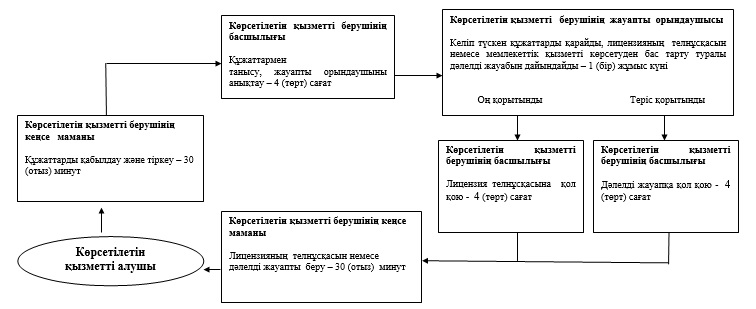 Көрсетілетін қызметті берушінің
басшылығы
Құжаттармен
танысу, жауапты орындаушыны
анықтау – 4 (төрт) сағат
Көрсетілетін қызметті берушінің жауапты орындаушысы
Келіп түскен құжаттарды қарайды, лицензияның телнұсқасын
немесе мемлекеттік қызметті көрсетуден бас тарту туралы
дәлелді жауабын дайындайды – 1 (бір) жұмыс күні
Оң қорытынды Теріс қорытынды
Көрсетілетін қызметті берушінің
кеңсе маманы
Құжаттарды қабылдау және тіркеу – 30
(отыз) минут
Көрсетілетін қызметті
берушінің басшылығы
Лицензия телнұсқасына қол
қою - 4 (төрт) сағат
Көрсетілетін қызметті
берушінің басшылығы
Дәлелді жауапқа қол қою - 4
(төрт) сағат
Көрсетілетін қызметті берушінің кеңсе
маманы
Лицензияның телнұсқасын немесе
дәлелді жауапты беру – 30 (отыз) минут
Көрсетілетін
қызметті алушы